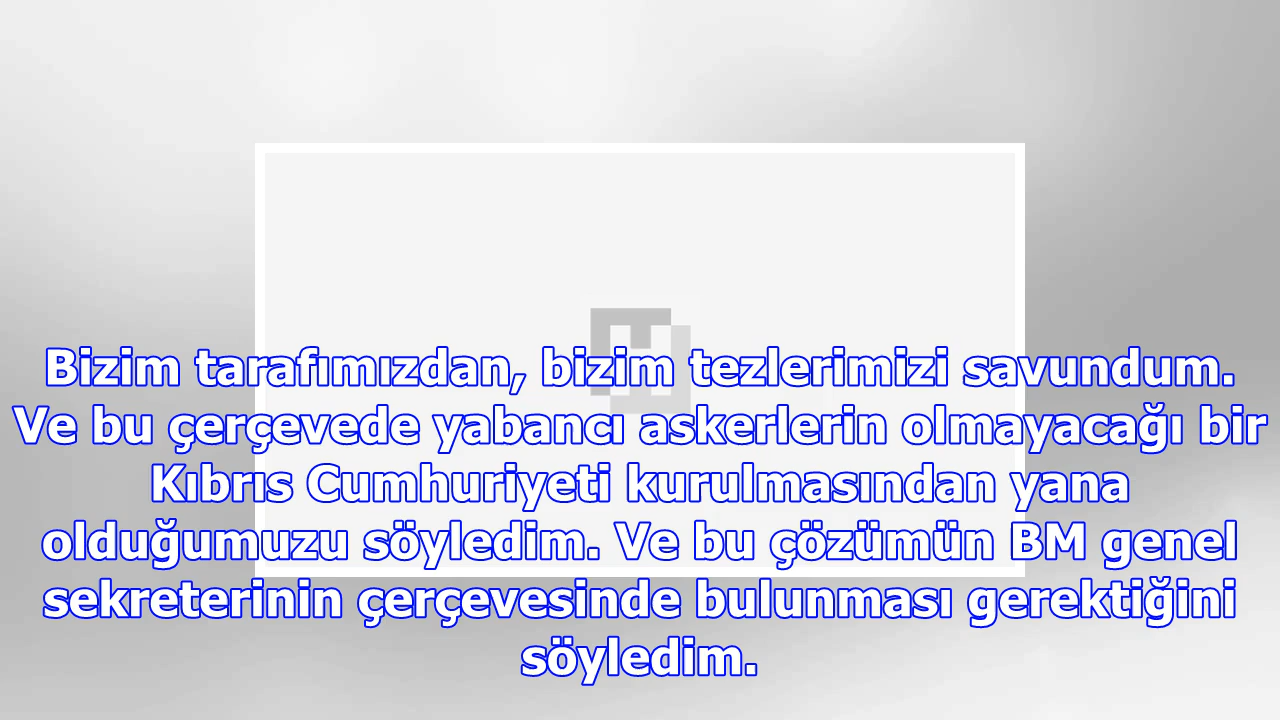 Bizim tarafımızdan, bizim tezlerimizi savundum.
Ve bu çerçevede yabancı askerlerin olmayacağı bir
Kıbrıs Cumhuriyeti kurulmasından yana
olduğumuzu söyledim. Ve bu çözümün BM genel
sekreterinin çerçevesinde bulunması gerektiğini
söyledim.